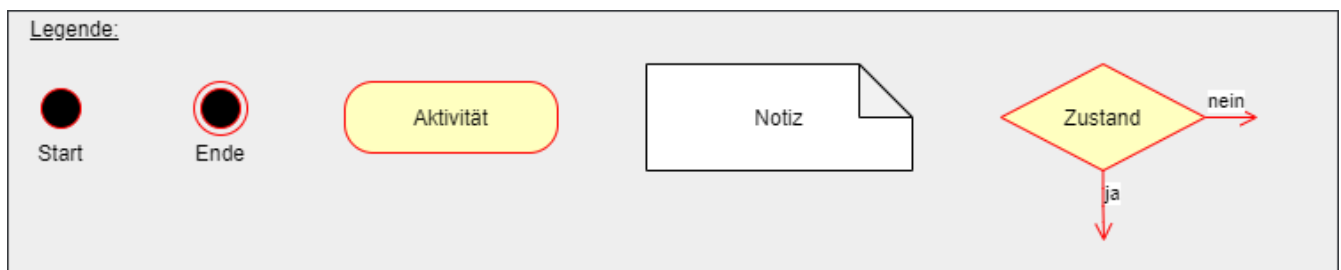 Legende:
Start
Ende
Aktivität
Notiz
Zustand
nein
ja